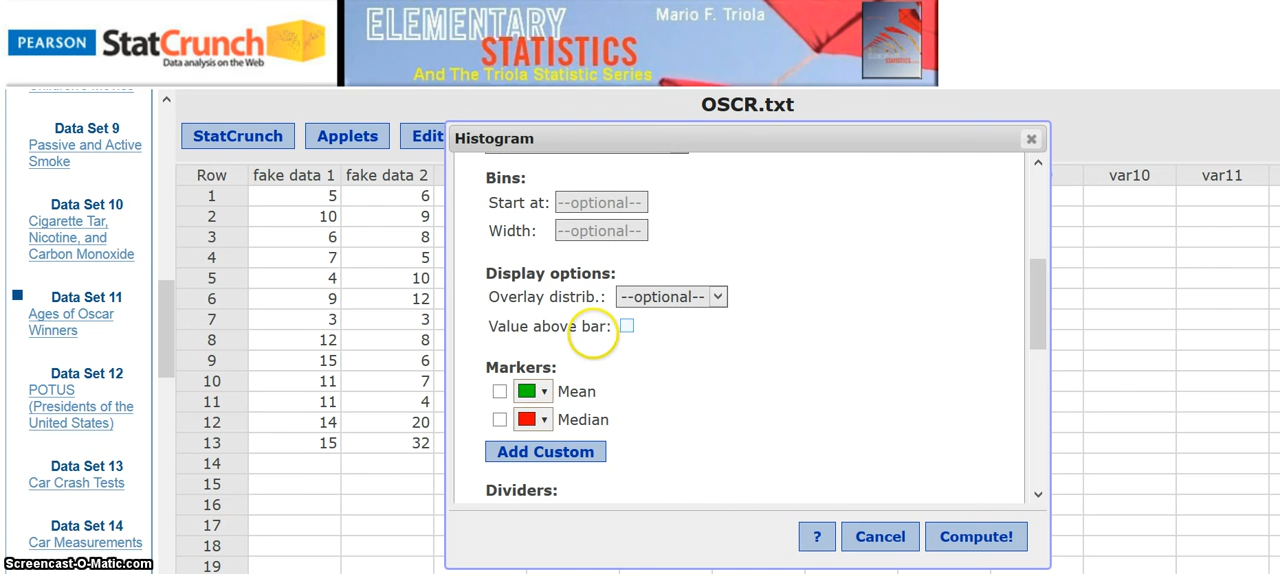 PEARSON StatCrunch
Data analysis on the Web
ELEMENTARY
STATISTICS
And The Triola Statistic Series
Mario F. Triola
STATISTICS
Data Set 9
Passive and Active
Smoke
Data Set 10
Cigarette Tar,
Nicotine, and
Carbon Monoxide
Data Set 11
Ages of Oscar
Winners
Data Set 12
POTUS
(Presidents of the
United States)
Data Set 13
Car Crash Tests
Data Set 14
Car Measurements
OSCR.txt
StatCrunch Applets Edit
Row fake data 1 fake data 2 var10 var11
1 5 6
2 10 9
3 6 8
4 7 5
5 4 10
6 9 12
7 3 3
8 12 8
9 15 6
10 11 7
11 11 4
12 14 20
13 15 32
14
15
16
17
18
19
Histogram
Bins:
Start at: --optional--
Width: --optional--
Display options:
Overlay distrib.: --optional--
Value above bar:
Markers:
Mean
Median
Add Custom
Dividers:
? Cancel Compute!
Screencast-O-Matic.com